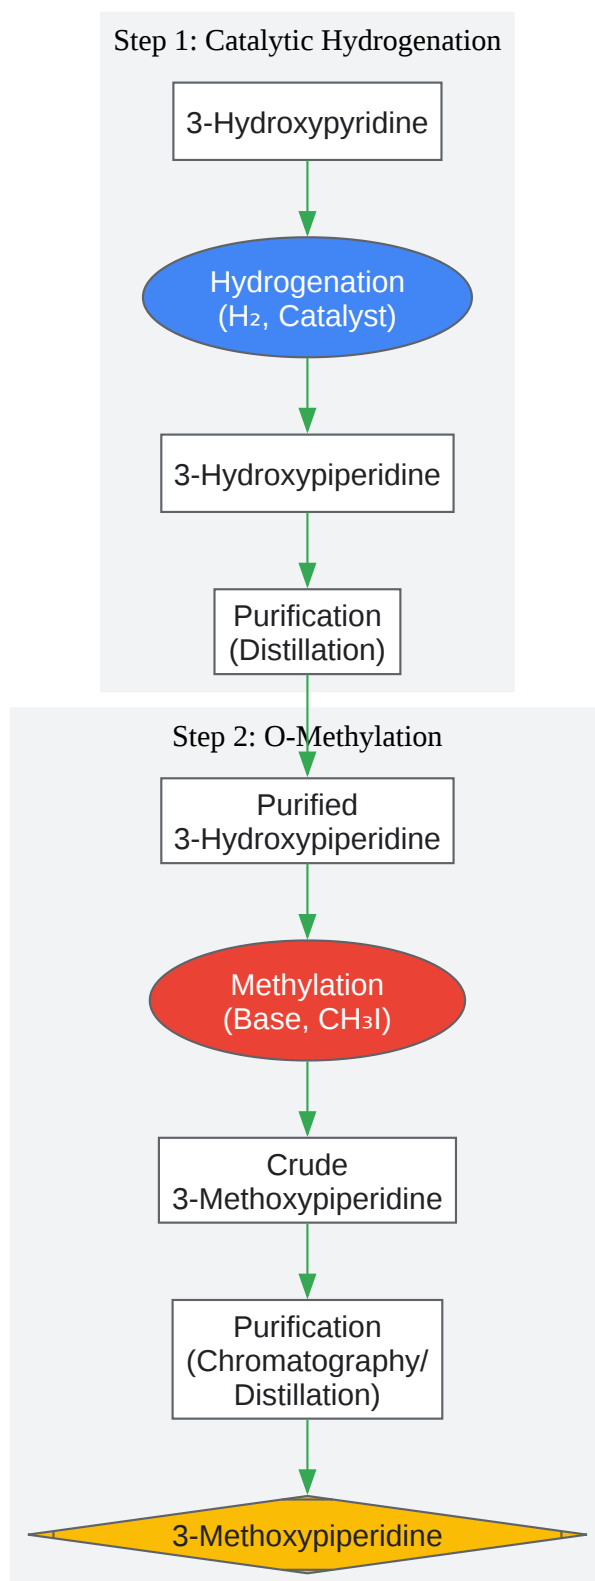 Step 1: Catalytic Hydrogenation
3-Hydroxypyridine
Hydrogenation
(H₂, Catalyst)
3-Hydroxypiperidine
Purification
(Distillation)
Step 2: O-Methylation
Purified
3-Hydroxypiperidine
Methylation
(Base, CH₃I)
Crude
3-Methoxypiperidine
Purification
(Chromatography/
Distillation)
3-Methoxypiperidine